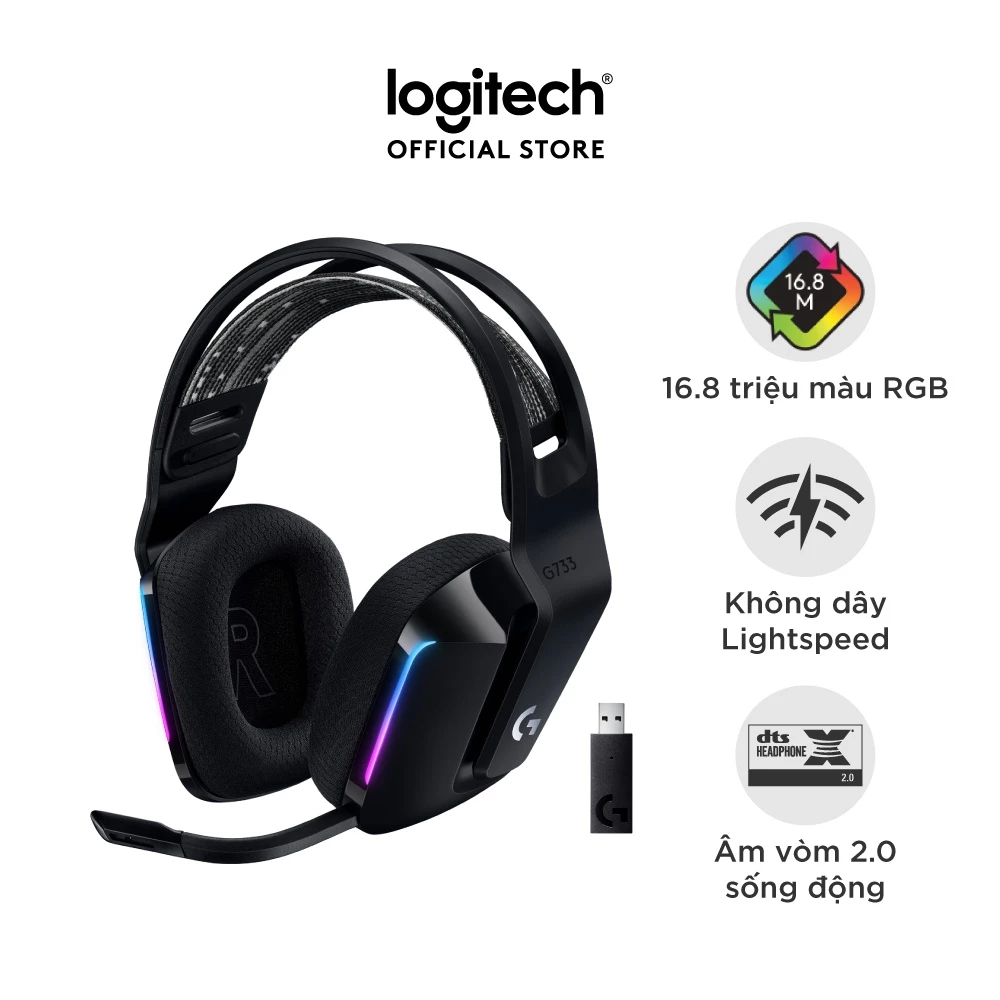 logitech®
OFFICIAL STORE
16.8
M
16.8 triệu màu RGB
Không dây
Lightspeed
G733
R
G
G
dts
HEADPHONE X
2.0
Âm vòm 2.0
sống động